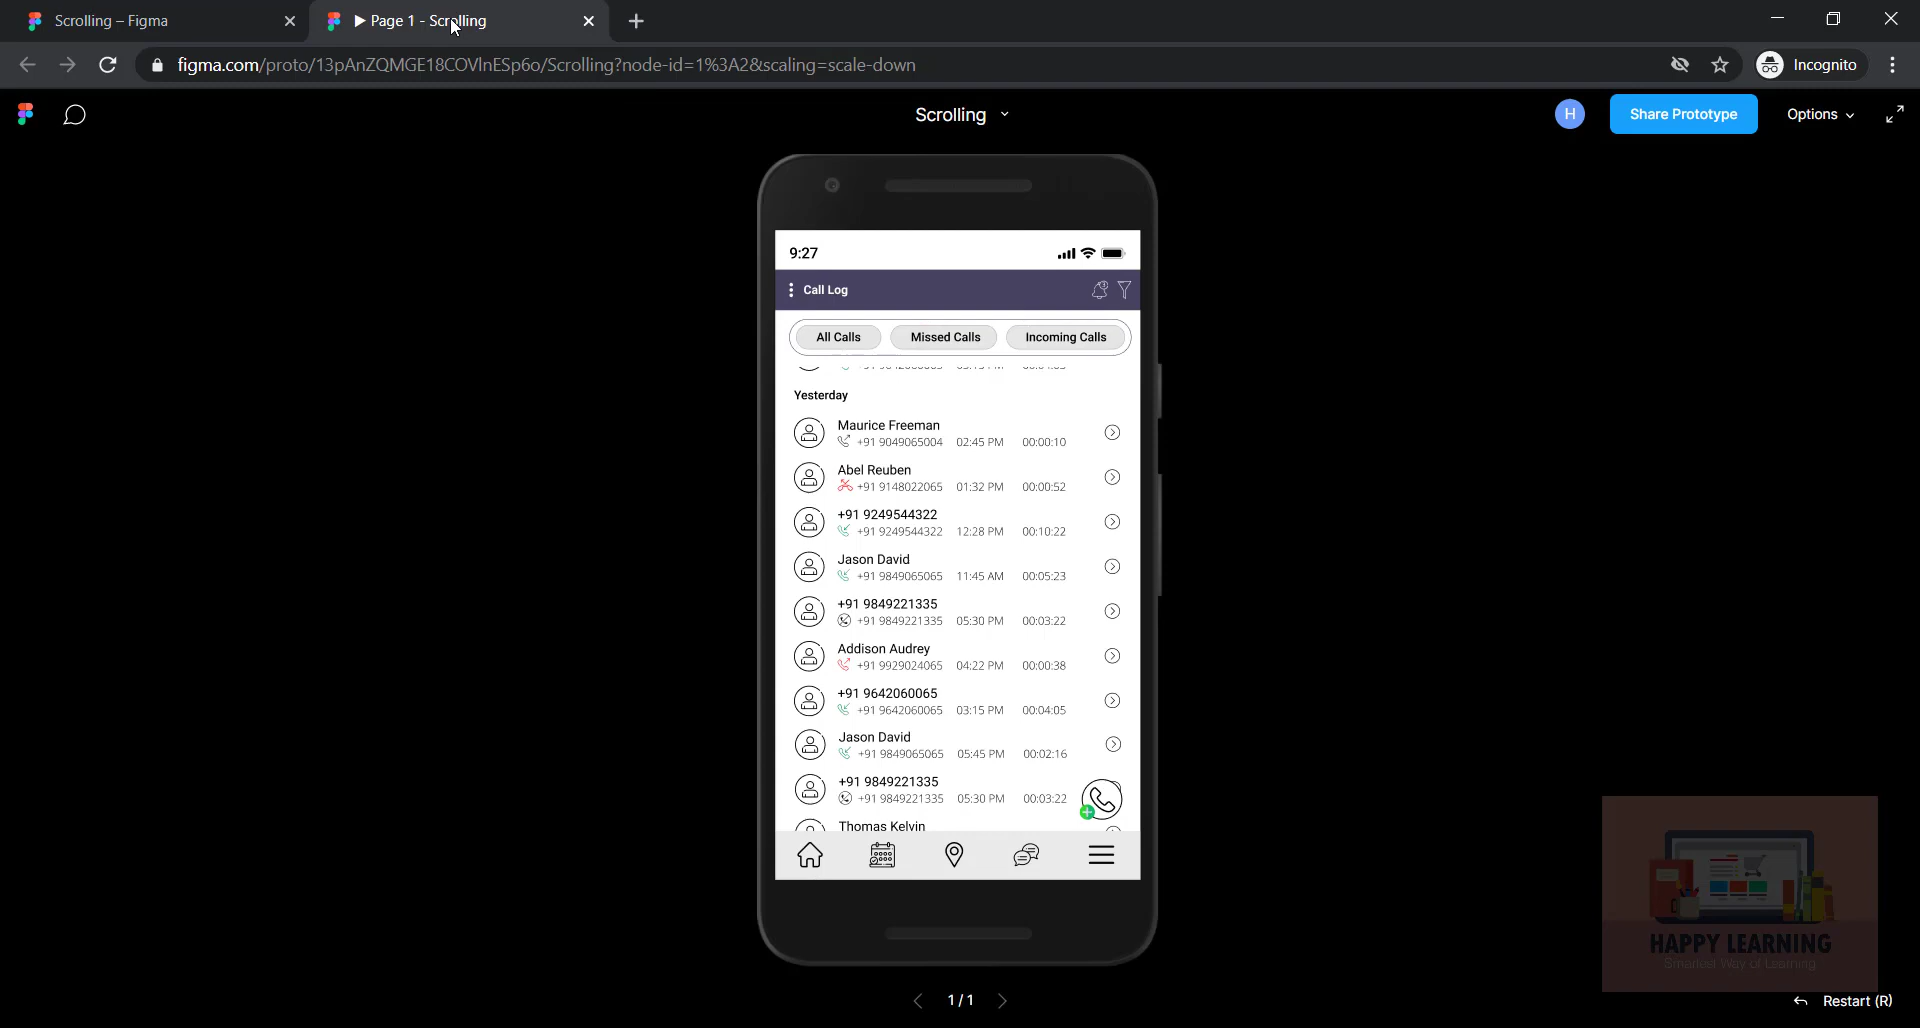 Scrolling – Figma
Page 1 - Scrolling
figma.com/proto/13pAnZQMGE18COVlnESp6o/Scrolling?node-id=1%3A2&scaling=scale-down
Incognito
Scrolling
H
Share Prototype
Options
9:27
Call Log
All Calls
Missed Calls
Incoming Calls
Yesterday
Maurice Freeman
+91 9049065004 02:45 PM 00:00:10
Abel Reuben
+91 9148022065 01:32 PM 00:00:52
+91 9249544322
+91 9249544322 12:28 PM 00:10:22
Jason David
+91 9849065065 11:45 AM 00:05:23
+91 9849221335
+91 9849221335 05:30 PM 00:03:22
Addison Audrey
+91 9929024065 04:22 PM 00:00:38
+91 9642060065
+91 9642060065 03:15 PM 00:04:05
Jason David
+91 9849065065 05:45 PM 00:02:16
+91 9849221335
+91 9849221335 05:30 PM 00:03:22
Thomas Kelvin
HAPPY LEARNING
Smartest Way of Learning
1 / 1
Restart (R)